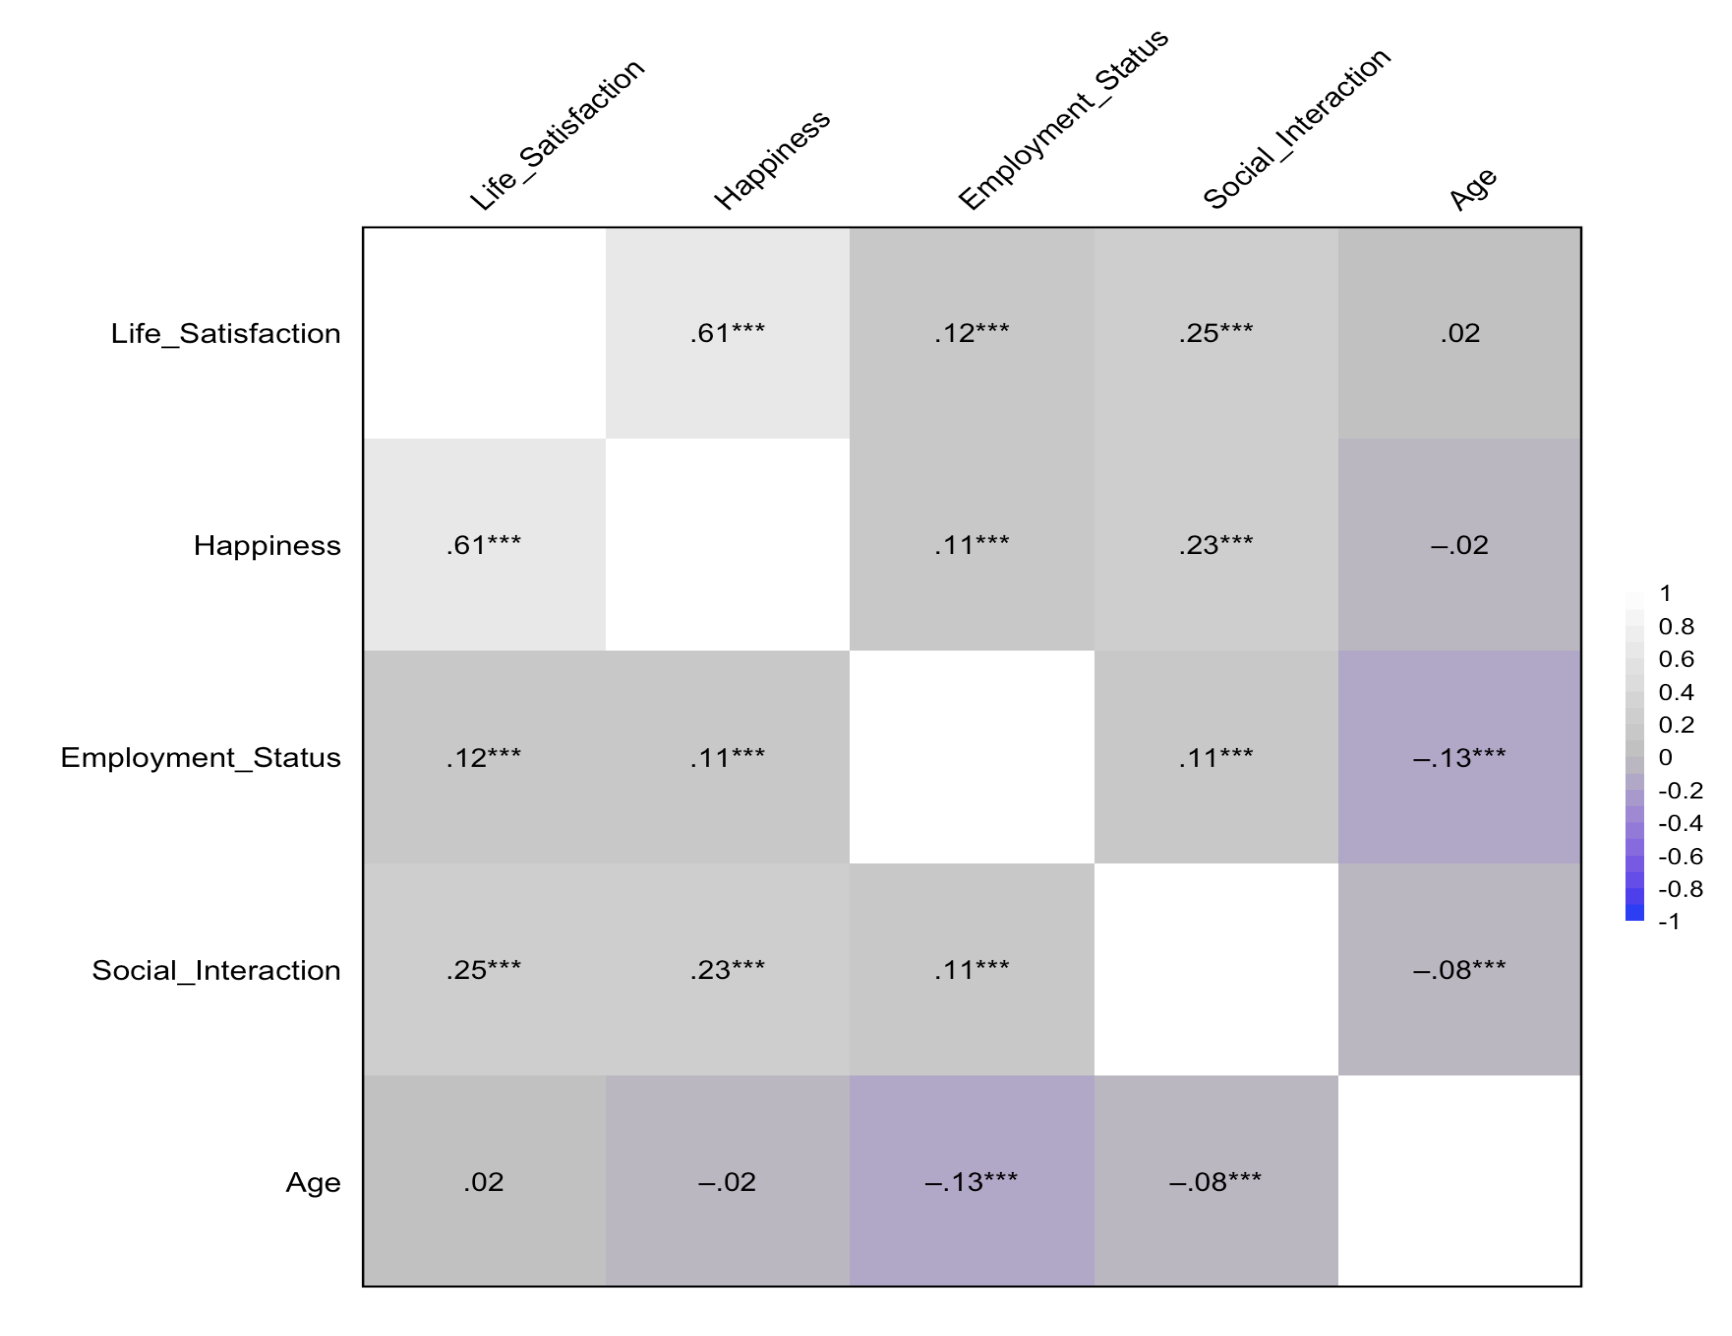 Life_Satisfaction
Happiness
Employment_Status
Social_Interaction
Age
Life_Satisfaction .61*** .12*** .25*** .02
Happiness .61*** .11*** .23*** –.02
Employment_Status .12*** .11*** .11*** –.13***
Social_Interaction .25*** .23*** .11*** –.08***
Age .02 –.02 –.13*** –.08***
1
0.8
0.6
0.4
0.2
0
-0.2
-0.4
-0.6
-0.8
-1